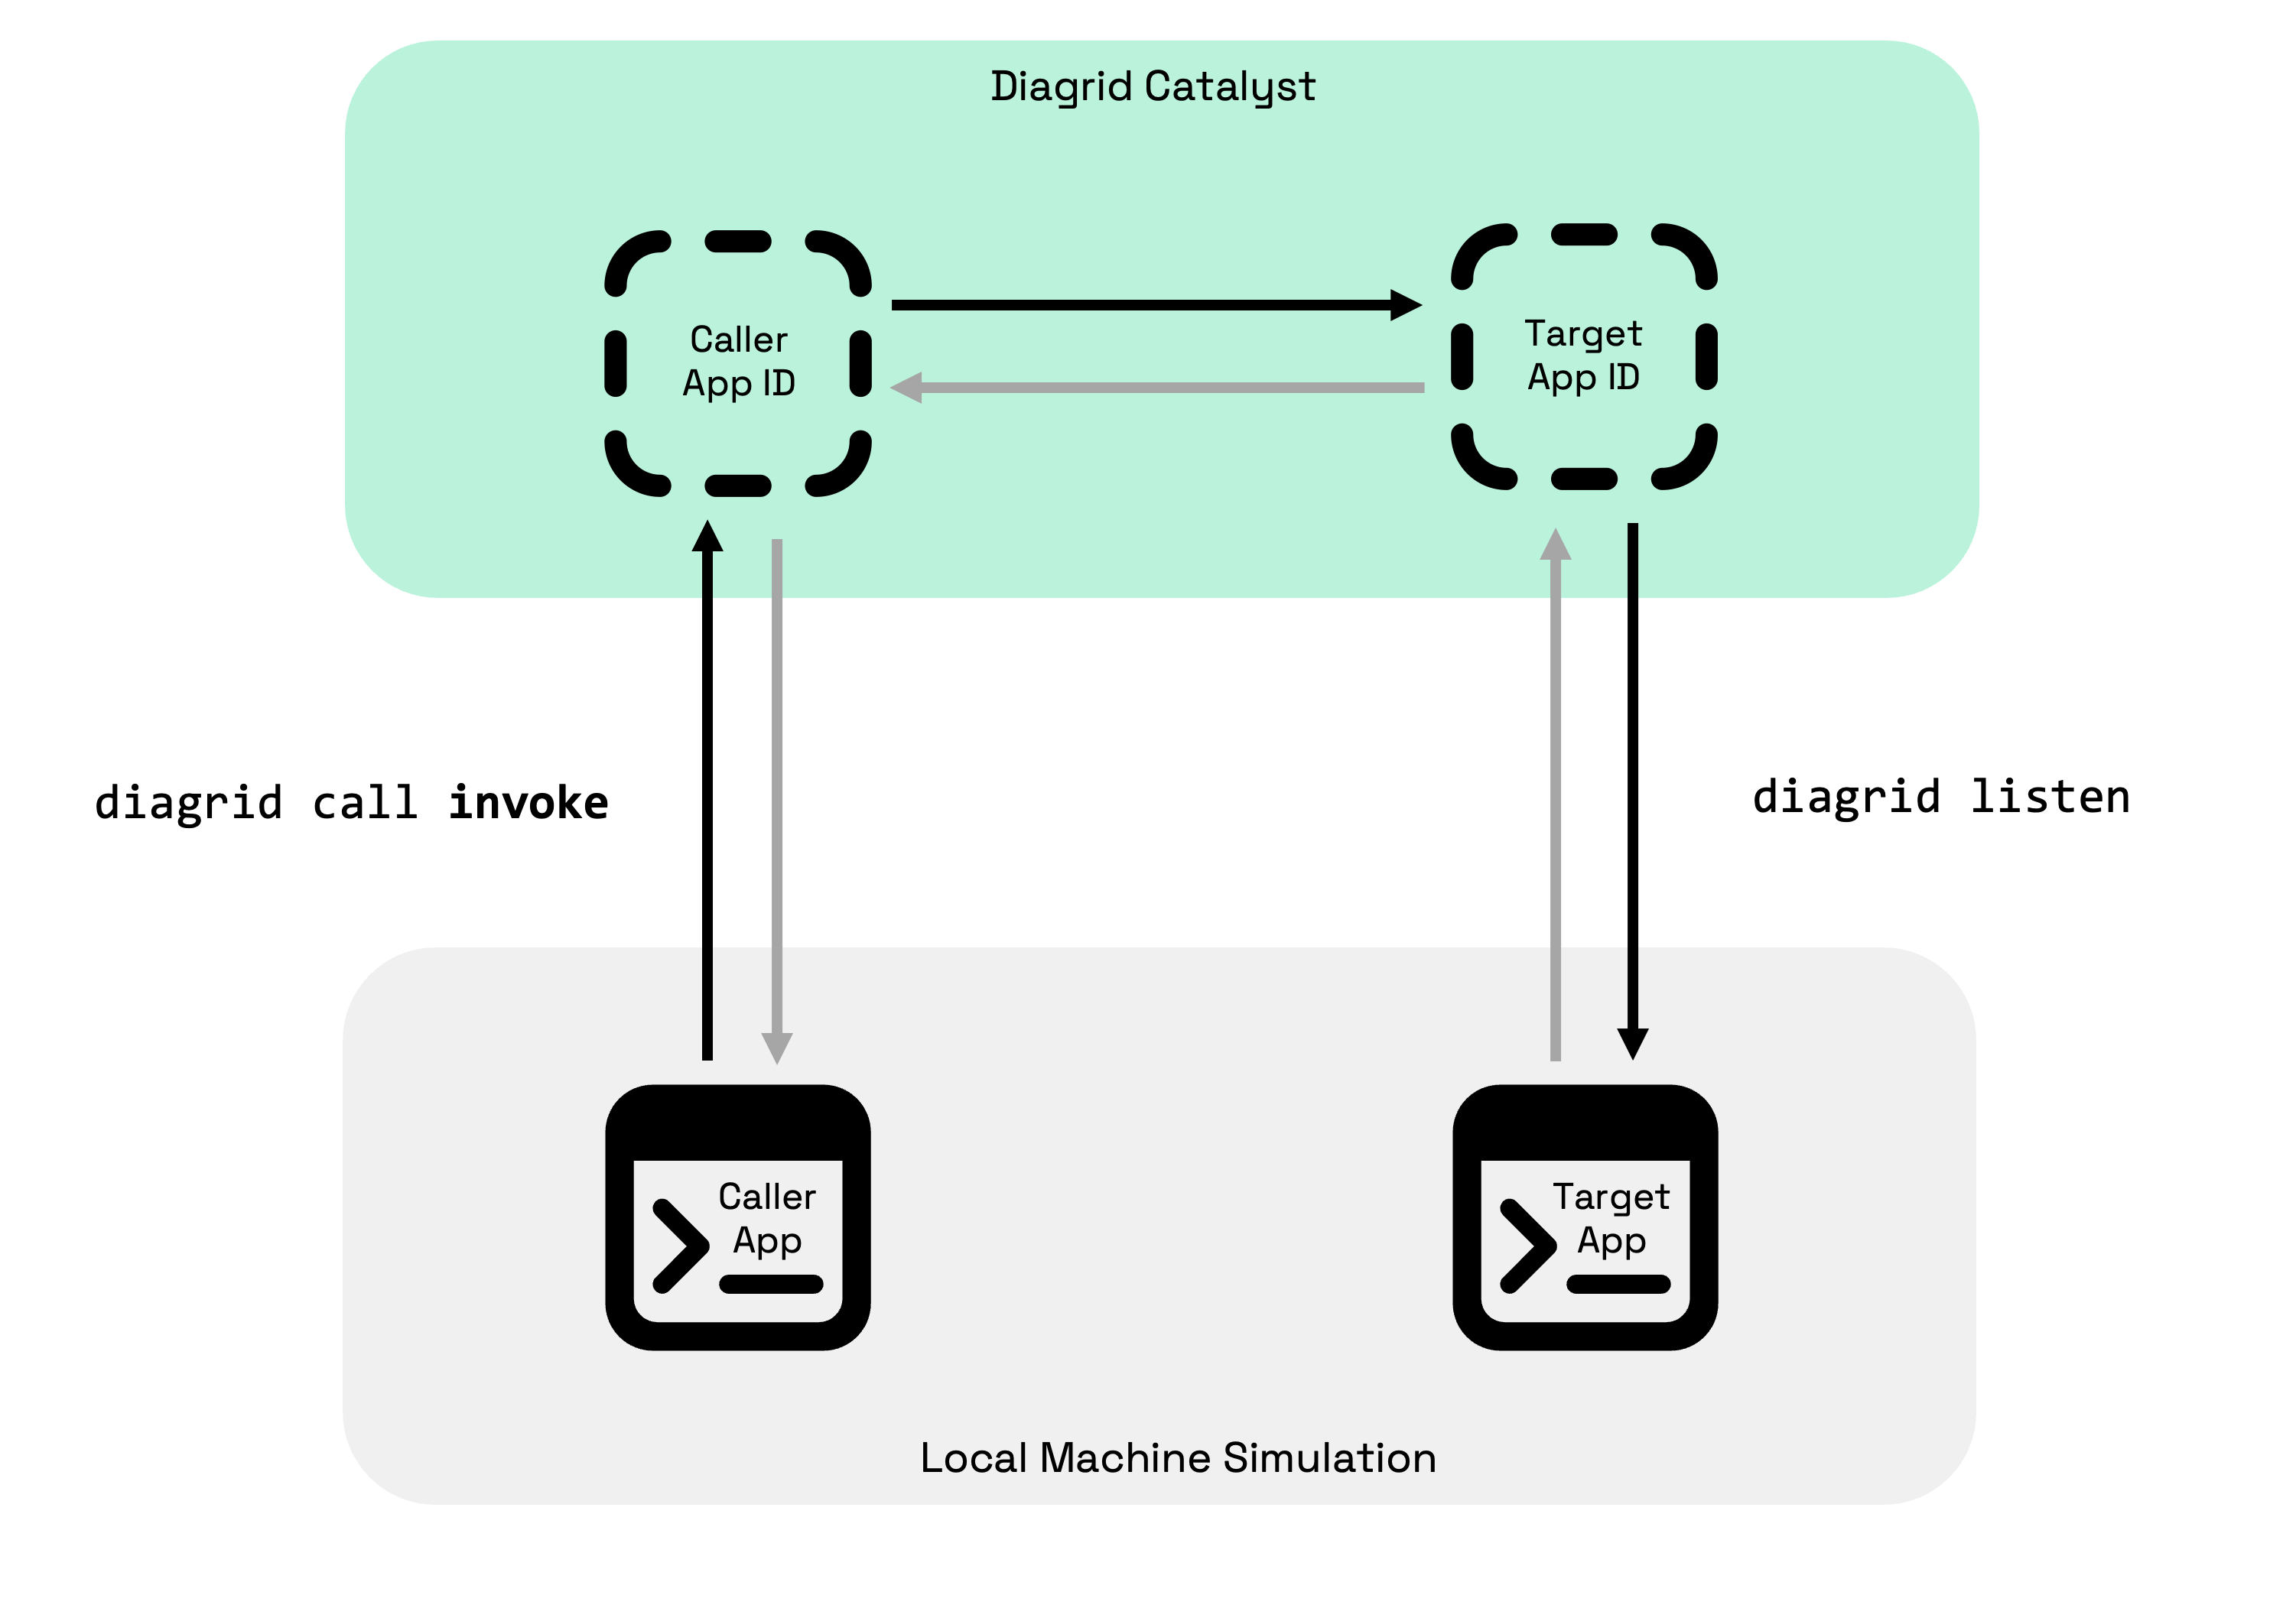 Diagrid Catalyst
Caller
App ID
Target
App ID
diagrid call invoke
diagrid listen
Caller
App
Target
App
Local Machine Simulation